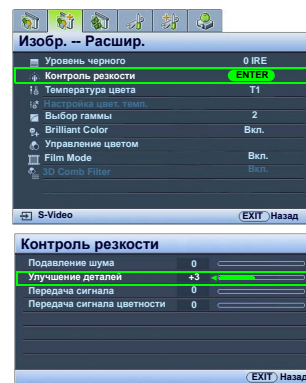 Изобр. -- Расшир.
Уровень черного 0 IRE
Контроль резкости ENTER
Температура цвета T1
Настройка цвет. темп.
Выбор гаммы 2
Brilliant Color Вкл.
Управление цветом
Film Mode Вкл.
3D Comb Filter Вкл.
S-Video EXIT Назад
Контроль резкости
Подавление шума 0
Улучшение деталей +3
Передача сигнала 0
Передача сигнала цветности 0
EXIT Назад